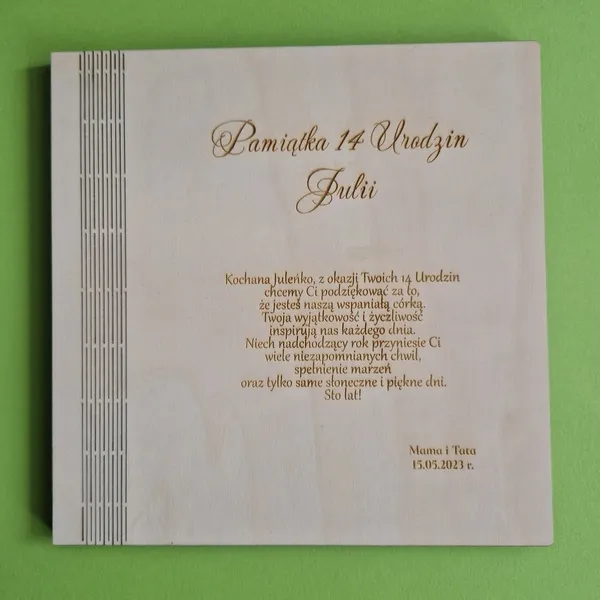 Pamiątka 14 Urodzin
Julii
Kochana Juleńko, z okazji Twoich 14 Urodzin
chcemy Ci podziękować za to,
że jesteś naszą wspaniałą córką.
Twoja wyjątkowość i życzliwość
inspirują nas każdego dnia.
Niech nadchodzący rok przyniesie Ci
wiele niezapomnianych chwil,
spełnienie marzeń
oraz tylko same słoneczne i piękne dni.
Sto lat!
Mama i Tata
15.05.2023 r.